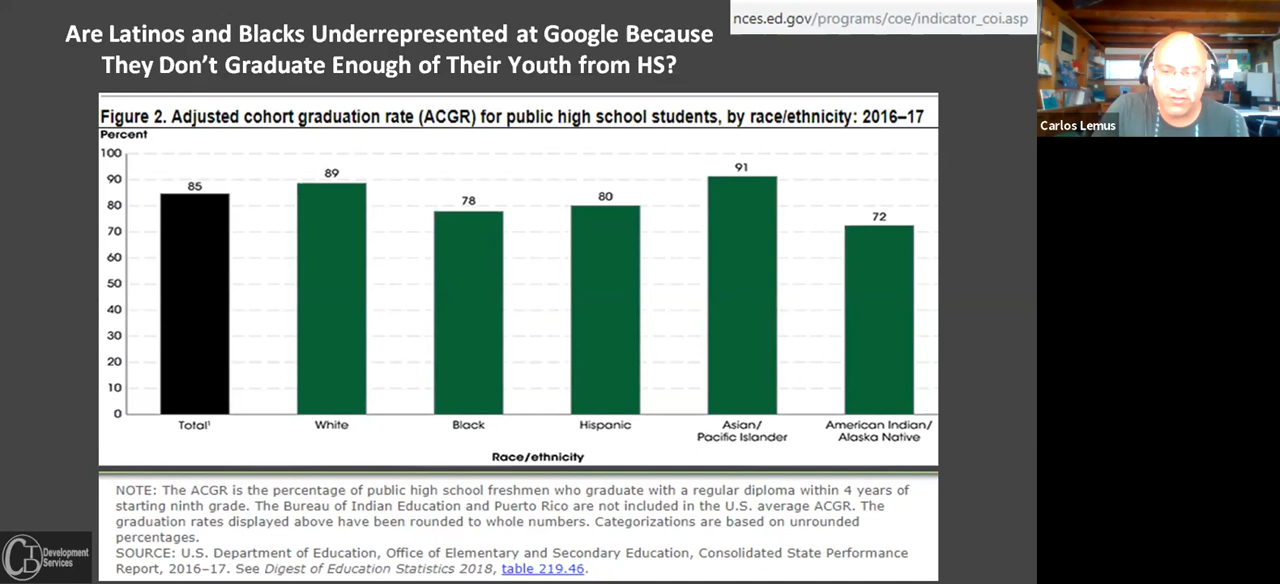 Are Latinos and Blacks Underrepresented at Google Because
They Don't Graduate Enough of Their Youth from HS?
nces.ed.gov/programs/coe/indicator_coi.asp
Carlos Lemus
Figure 2. Adjusted cohort graduation rate (ACGR) for public high school students, by race/ethnicity: 2016–17
Percent
100
90
80
70
60
50
40
30
20
10
0
85
89
78
80
91
72
Total¹
White
Black
Hispanic
Asian/
Pacific Islander
American Indian/
Alaska Native
Race/ethnicity
NOTE: The ACGR is the percentage of public high school freshmen who graduate with a regular diploma within 4 years of
starting ninth grade. The Bureau of Indian Education and Puerto Rico are not included in the U.S. average ACGR. The
graduation rates displayed above have been rounded to whole numbers. Categorizations are based on unrounded
percentages.
SOURCE: U.S. Department of Education, Office of Elementary and Secondary Education, Consolidated State Performance
Report, 2016–17. See Digest of Education Statistics 2018, table 219.46.
Development
Services